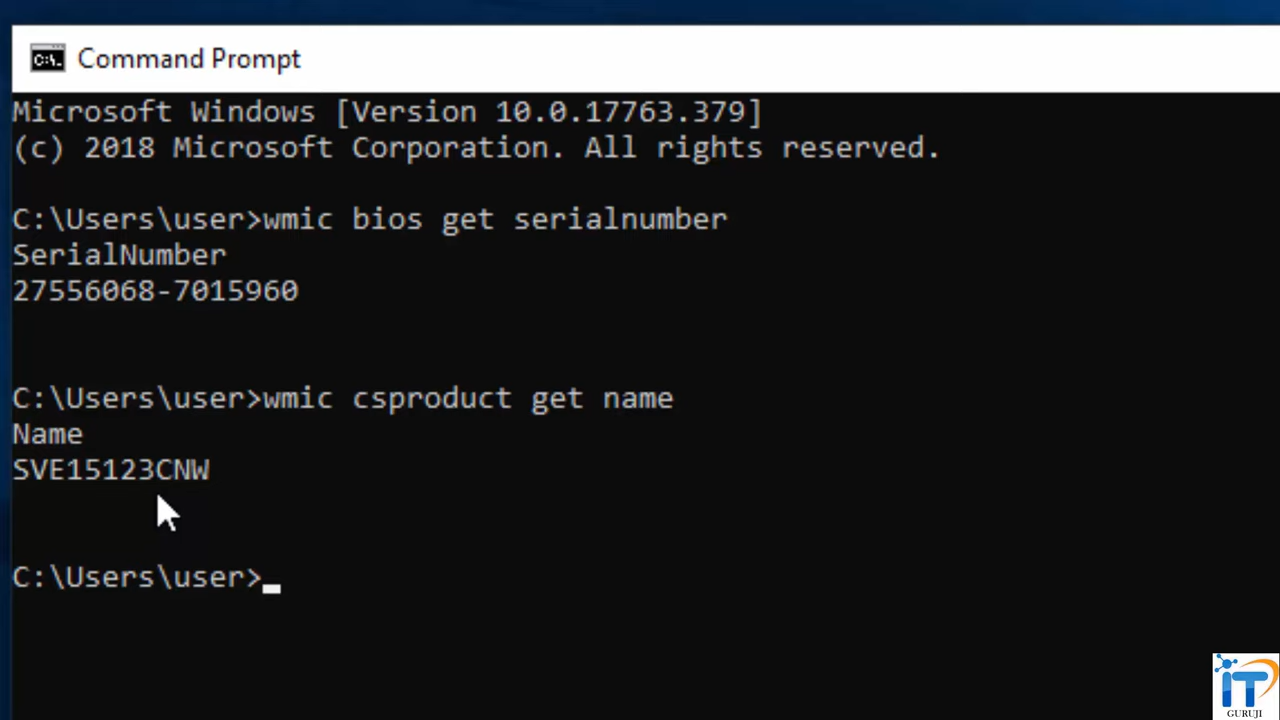 Command Prompt
Microsoft Windows [Version 10.0.17763.379]
(c) 2018 Microsoft Corporation. All rights reserved.
C:\Users\user>wmic bios get serialnumber
SerialNumber
27556068-7015960
C:\Users\user>wmic csproduct get name
Name
SVE15123CNW
C:\Users\user>
iT
GURUJI